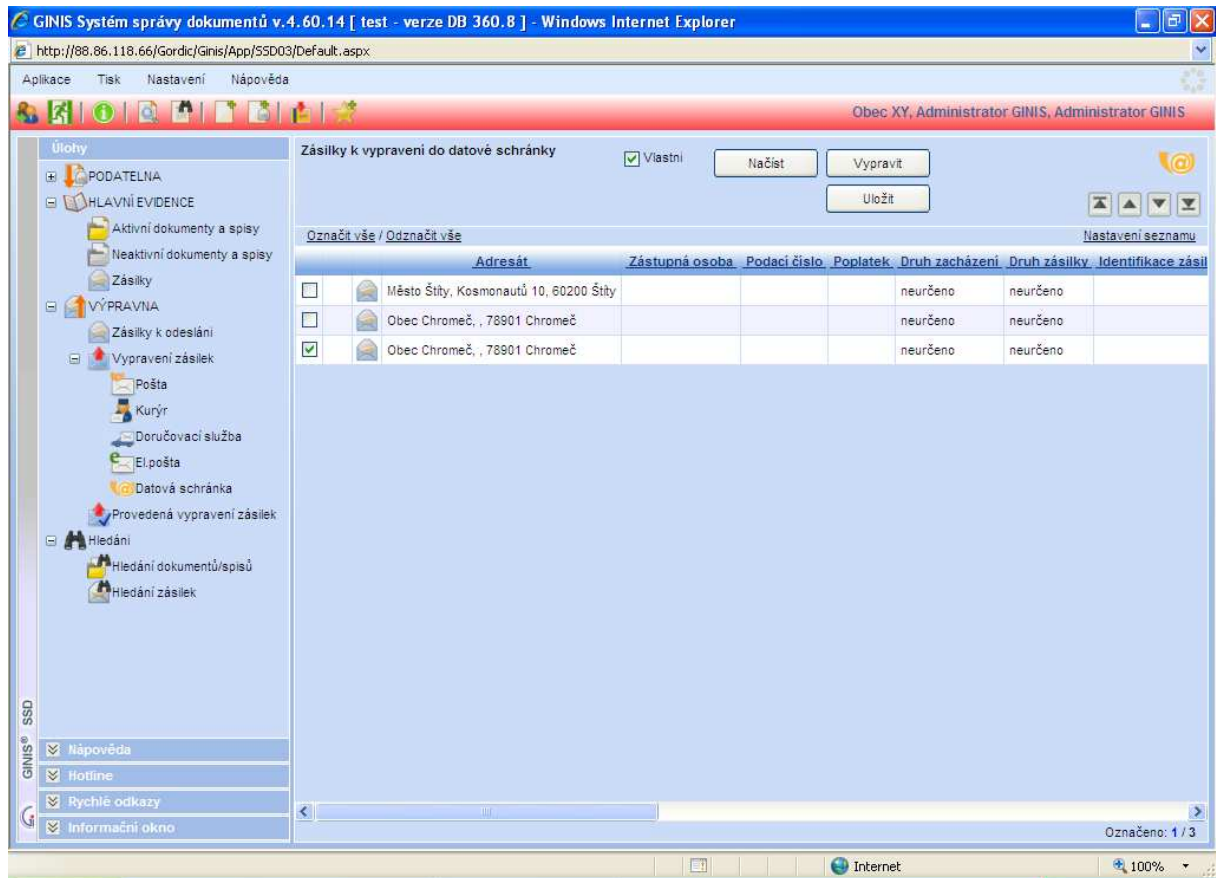 GINIS Systém správy dokumentů v.4.60.14 [ test - verze DB 360.8 ] - Windows Internet Explorer
http://88.86.118.66/Gordic/Ginis/App/SSD03/Default.aspx
Aplikace Tisk Nastavení Nápověda
Obec XY, Administrator GINIS, Administrator GINIS
Úlohy
PODATELNA
HLAVNÍ EVIDENCE
Aktivní dokumenty a spisy
Neaktivní dokumenty a spisy
Zásilky
VÝPRAVNA
Zásilky k odeslání
Vypravení zásilek
Pošta
Kurýr
Doručovací služba
El.pošta
Datová schránka
Provedená vypravení zásilek
Hledání
Hledání dokumentů/spisů
Hledání zásilek
GINIS® SSD
Nápověda
Hotline
Rychlé odkazy
Informační okno
Zásilky k vypravení do datové schránky
Vlastní
Načíst
Vypravit
Uložit
Označit vše / Odznačit vše
Nastavení seznamu
Adresát Zástupná osoba Podací číslo Poplatek Druh zacházení Druh zásilky Identifikace zásil
Město Štíty, Kosmonautů 10, 60200 Štíty neurčeno neurčeno
Obec Chromeč, , 78901 Chromeč neurčeno neurčeno
Obec Chromeč, , 78901 Chromeč neurčeno neurčeno
Označeno: 1 / 3
Internet
100%